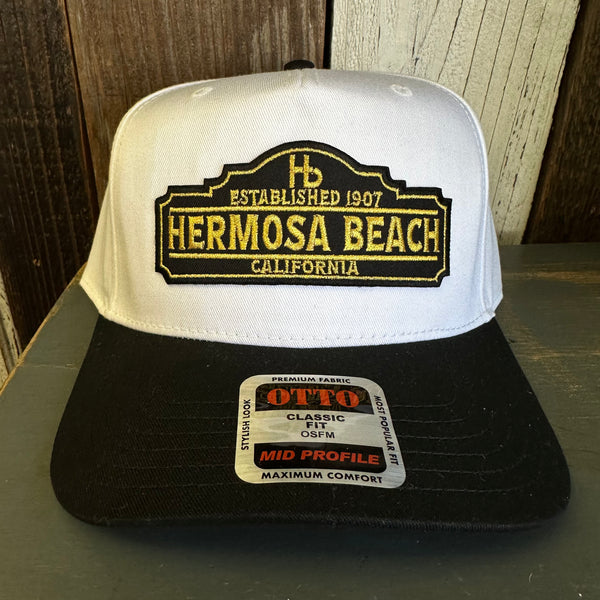 Hb
ESTABLISHED 1907
HERMOSA BEACH
CALIFORNIA
PREMIUM FABRIC
STYLISH LOOK
OTTO
CLASSIC
FIT
OSFM
MID PROFILE
MOST POPULAR FIT
MAXIMUM COMFORT